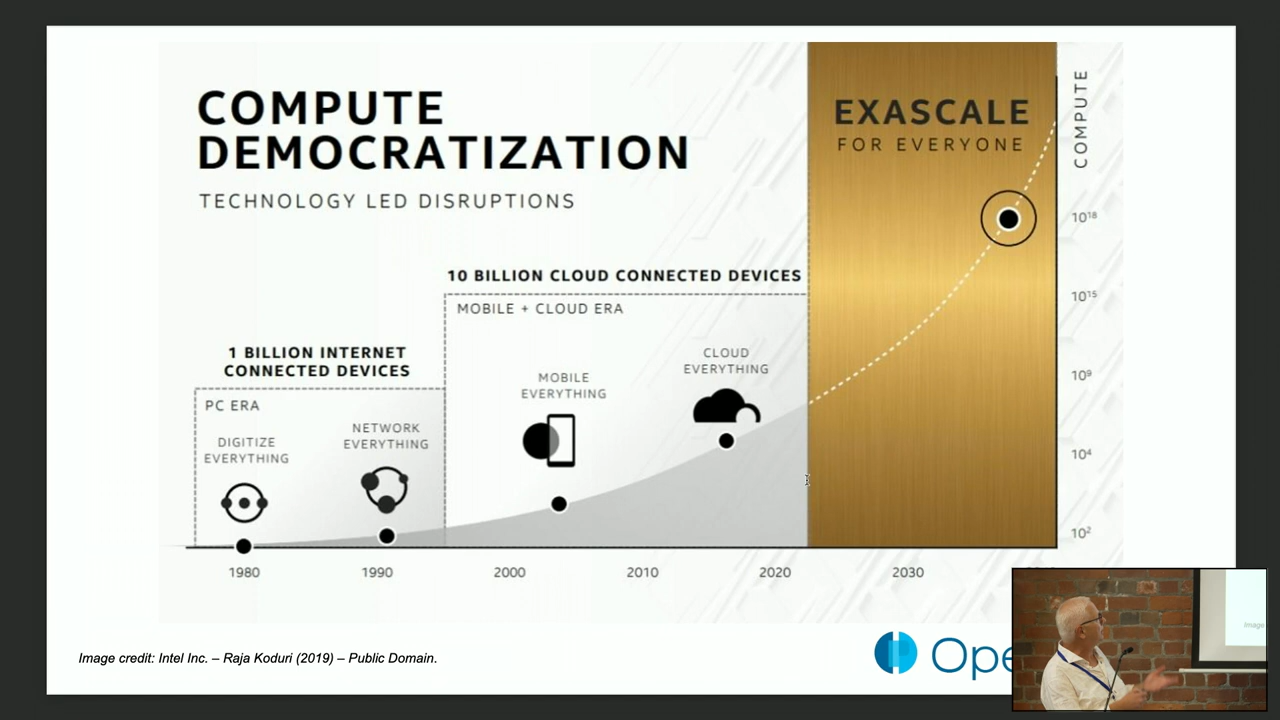 COMPUTE
DEMOCRATIZATION
TECHNOLOGY LED DISRUPTIONS
EXASCALE
FOR EVERYONE
COMPUTE
10 BILLION CLOUD CONNECTED DEVICES
MOBILE + CLOUD ERA
1 BILLION INTERNET
CONNECTED DEVICES
PC ERA
DIGITIZE
EVERYTHING
NETWORK
EVERYTHING
MOBILE
EVERYTHING
CLOUD
EVERYTHING
10¹⁸
10¹⁵
10⁹
10⁴
10²
1980
1990
2000
2010
2020
2030
Image credit: Intel Inc. – Raja Koduri (2019) – Public Domain.
Ope
Image